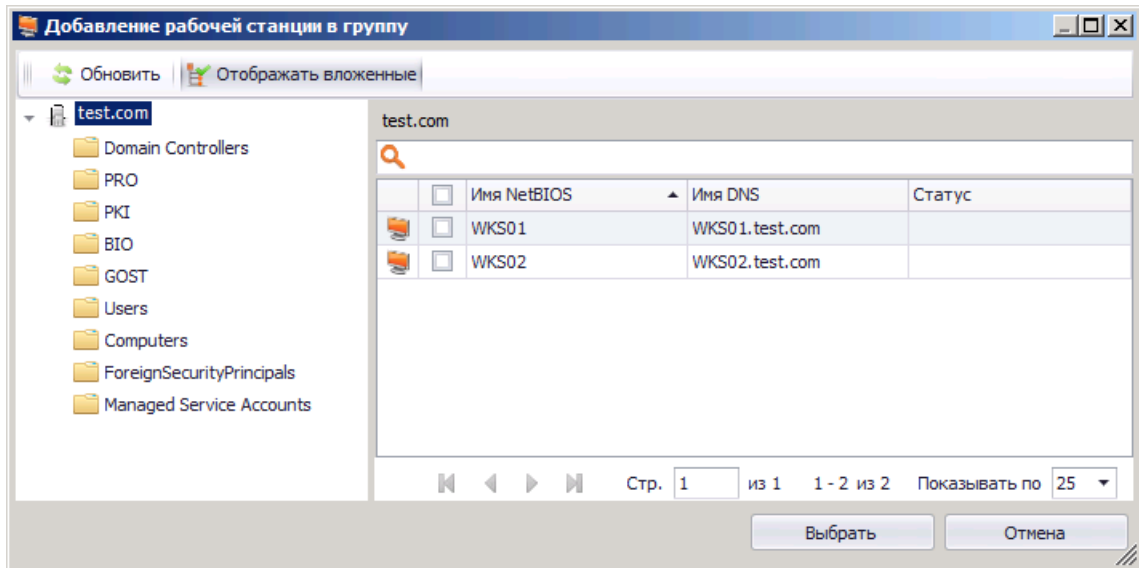 Добавление рабочей станции в группу
Обновить Отображать вложенные
test.com
Domain Controllers
PRO
PKI
BIO
GOST
Users
Computers
ForeignSecurityPrincipals
Managed Service Accounts
test.com
Имя NetBIOS Имя DNS Статус
WKS01 WKS01.test.com
WKS02 WKS02.test.com
Стр. 1 из 1 1 - 2 из 2 Показывать по 25
Выбрать Отмена